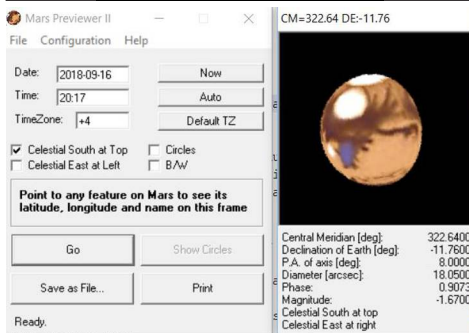 Mars Previewer II
File Configuration Help
Date: 2018-09-16
Now
Time: 20:17
Auto
TimeZone: +4
Default TZ
Celestial South at Top
Circles
Celestial East at Left
B/W
Point to any feature on Mars to see its
latitude, longitude and name on this frame
Go
Show Circles
Save as File...
Print
Ready.
CM=322.64 DE:-11.76
Central Meridian [deg]: 322.6400
Declination of Earth [deg]: -11.7600
P.A. of axis [deg]: 8.0000
Diameter [arcsec]: 18.0500
Phase: 0.9073
Magnitude: -1.6700
Celestial South at top
Celestial East at right